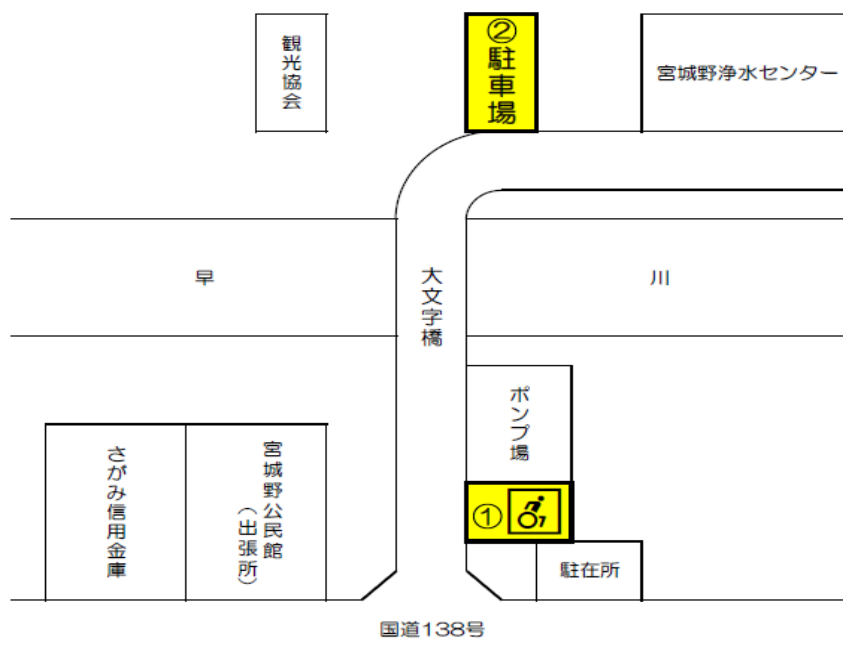 観光協会
②駐車場
宮城野浄水センター
早
大文字橋
川
ポンプ場
さがみ信用金庫
宮城野公民館
（出張所）
①
駐在所
国道138号